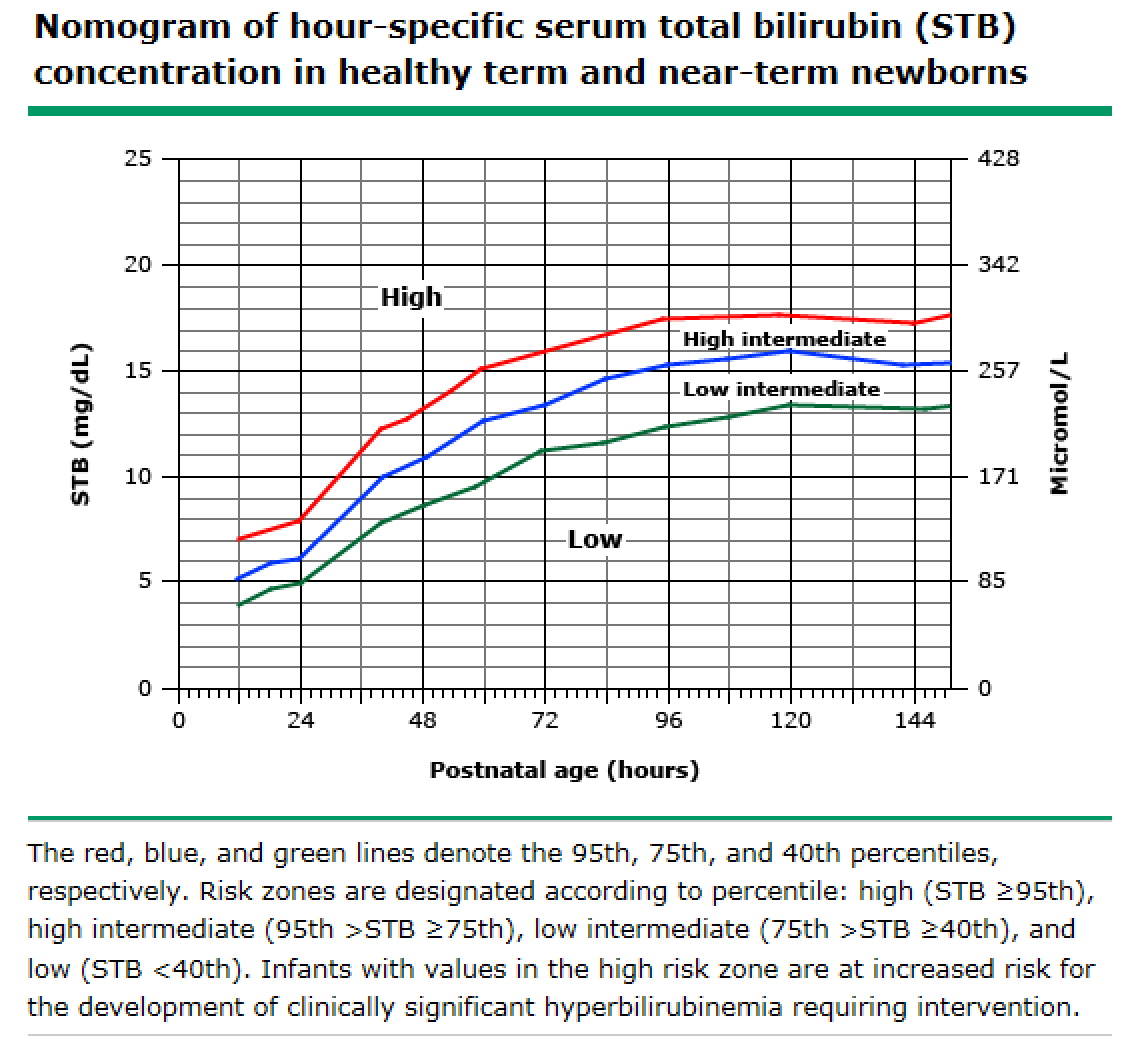 Nomogram of hour-specific serum total bilirubin (STB)
concentration in healthy term and near-term newborns
25
428
20
342
High
High intermediate
15
257
Low intermediate
STB (mg/dL)
Micromol/L
10
171
Low
5
85
0
0
0
24
48
72
96
120
144
Postnatal age (hours)
The red, blue, and green lines denote the 95th, 75th, and 40th percentiles,
respectively. Risk zones are designated according to percentile: high (STB ≥95th),
high intermediate (95th >STB ≥75th), low intermediate (75th >STB ≥40th), and
low (STB <40th). Infants with values in the high risk zone are at increased risk for
the development of clinically significant hyperbilirubinemia requiring intervention.